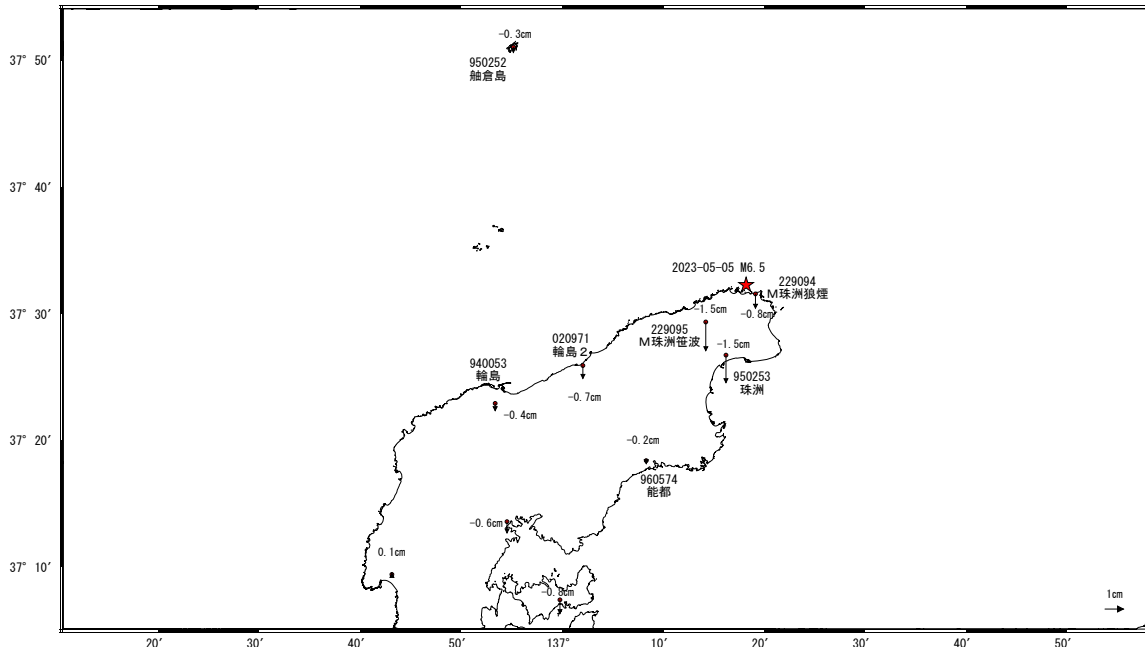 -0.3cm
37° 50′
950252
舳倉島
37° 40′
2023-05-05 M6.5
229094
M珠洲狼煙
37° 30′
-1.5cm
-0.8cm
229095
M珠洲笹波
020971
輪島2
-1.5cm
940053
輪島
950253
珠洲
-0.7cm
-0.4cm
37° 20′
-0.2cm
960574
能都
-0.6cm
0.1cm
37° 10′
-0.8cm
1cm
20′ 30′ 40′ 50′ 137° 10′ 20′ 30′ 40′ 50′